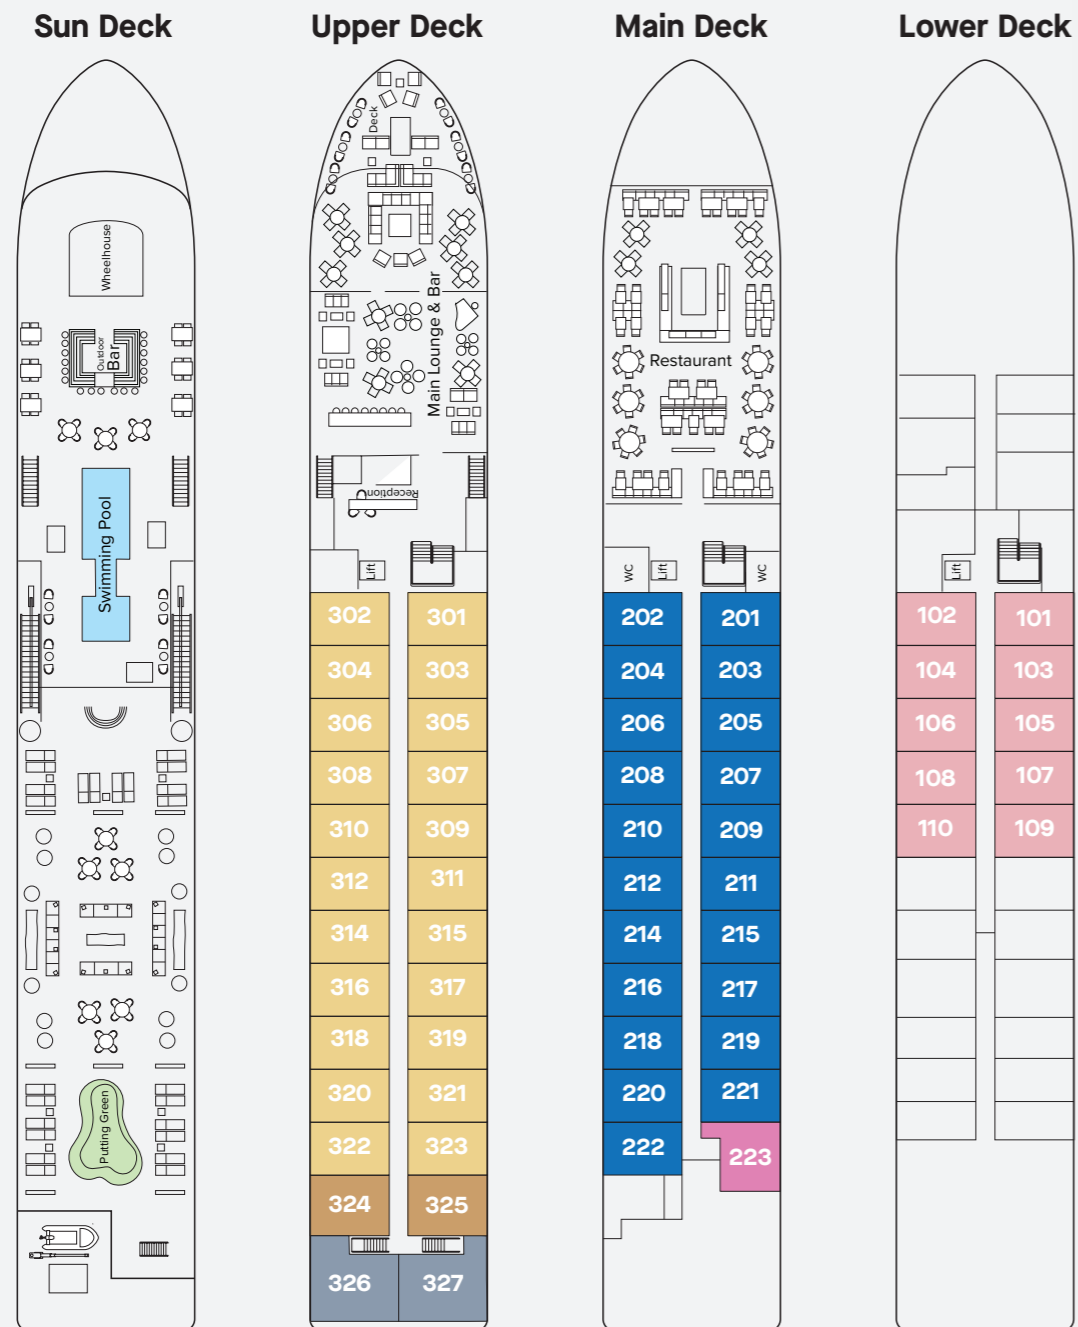 Sun Deck
Wheelhouse
Outdoor
Bar
Swimming Pool
Putting Green
Upper Deck
Deck
Main Lounge & Bar
Reception
Lift
302 301
304 303
306 305
308 307
310 309
312 311
314 315
316 317
318 319
320 321
322 323
324 325
326 327
Main Deck
Restaurant
WC Lift WC
202 201
204 203
206 205
208 207
210 209
212 211
214 215
216 217
218 219
220 221
222 223
Lower Deck
Lift
102 101
104 103
106 105
108 107
110 109